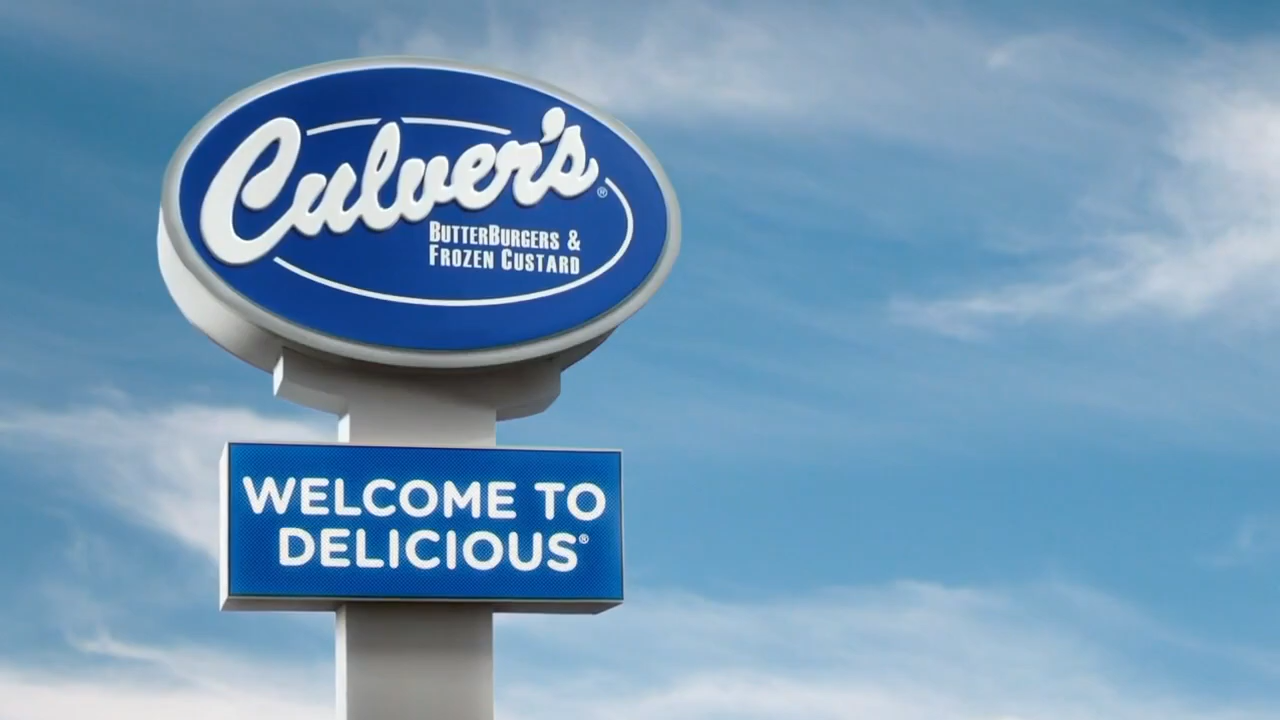 Culver's®
BUTTERBURGERS &
FROZEN CUSTARD
WELCOME TO
DELICIOUS®